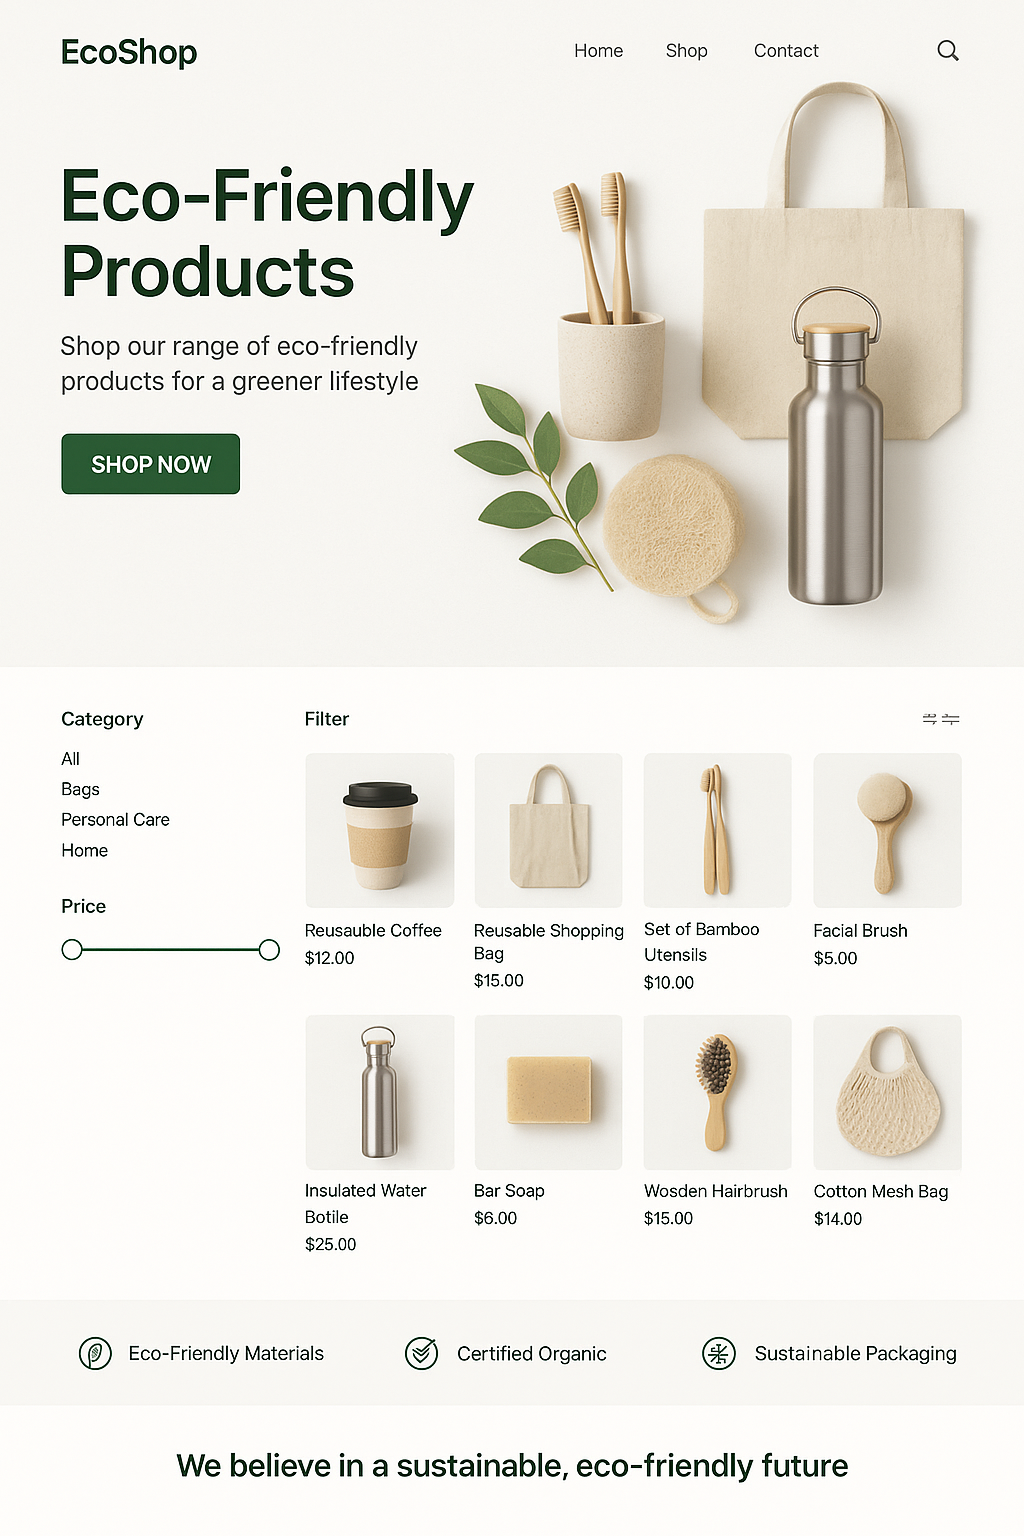 EcoShop
Home
Shop
Contact
Eco-Friendly
Products
Shop our range of eco-friendly
products for a greener lifestyle
SHOP NOW
Category
All
Bags
Personal Care
Home
Price
Filter
Reusauble Coffee
$12.00
Reusable Shopping
Bag
$15.00
Set of Bamboo
Utensils
$10.00
Facial Brush
$5.00
Insulated Water
Botile
$25.00
Bar Soap
$6.00
Wosden Hairbrush
$15.00
Cotton Mesh Bag
$14.00
Eco-Friendly Materials
Certified Organic
Sustainable Packaging
We believe in a sustainable, eco-friendly future